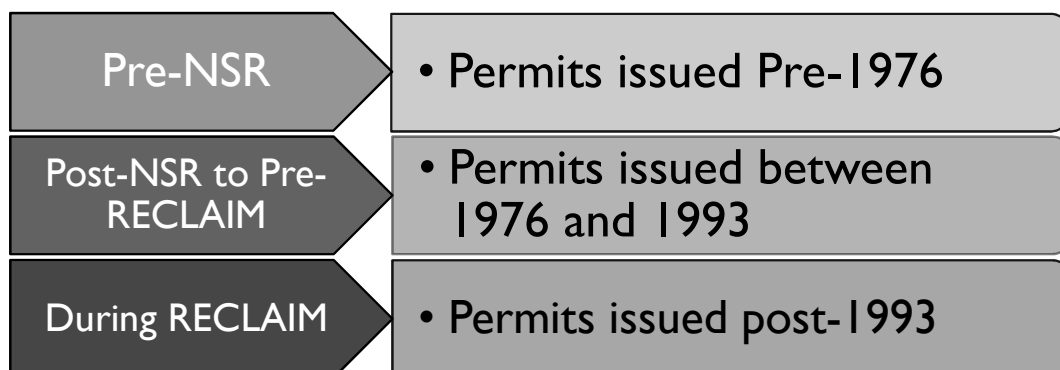 Pre-NSR
• Permits issued Pre-1976
Post-NSR to Pre-
RECLAIM
• Permits issued between
1976 and 1993
During RECLAIM
• Permits issued post-1993